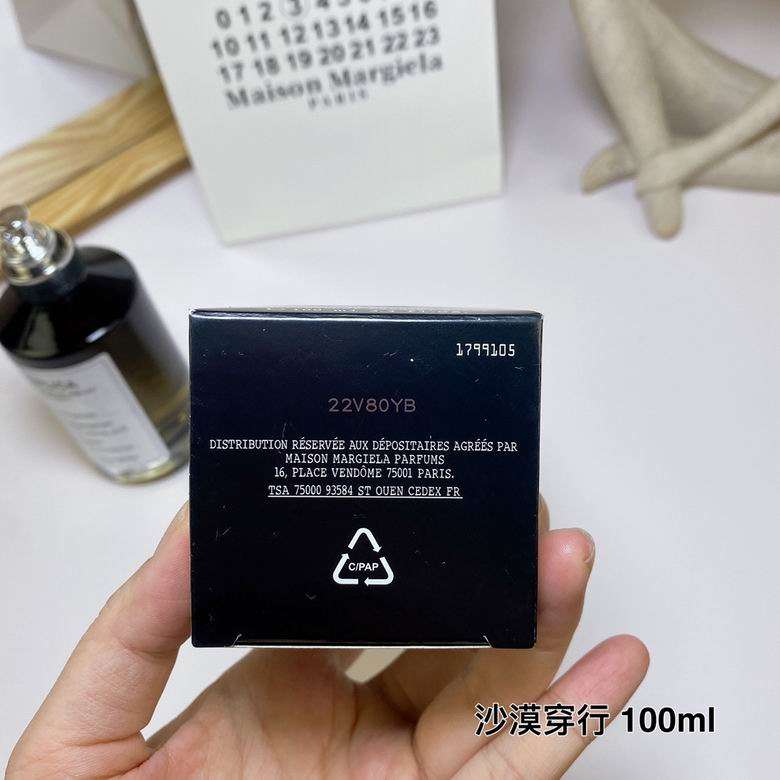 0 1 2 3 4 5
10 11 12 13 14 15 16
17 18 19 20 21 22 23
Maison Margiela
PARIS
1799105
22V80YB
DISTRIBUTION RÉSERVÉE AUX DÉPOSITAIRES AGRÉÉS PAR
MAISON MARGIELA PARFUMS
16, PLACE VENDÔME 75001 PARIS.
TSA 75000 93584 ST OUEN CEDEX FR
C/PAP
沙漠穿行 100ml